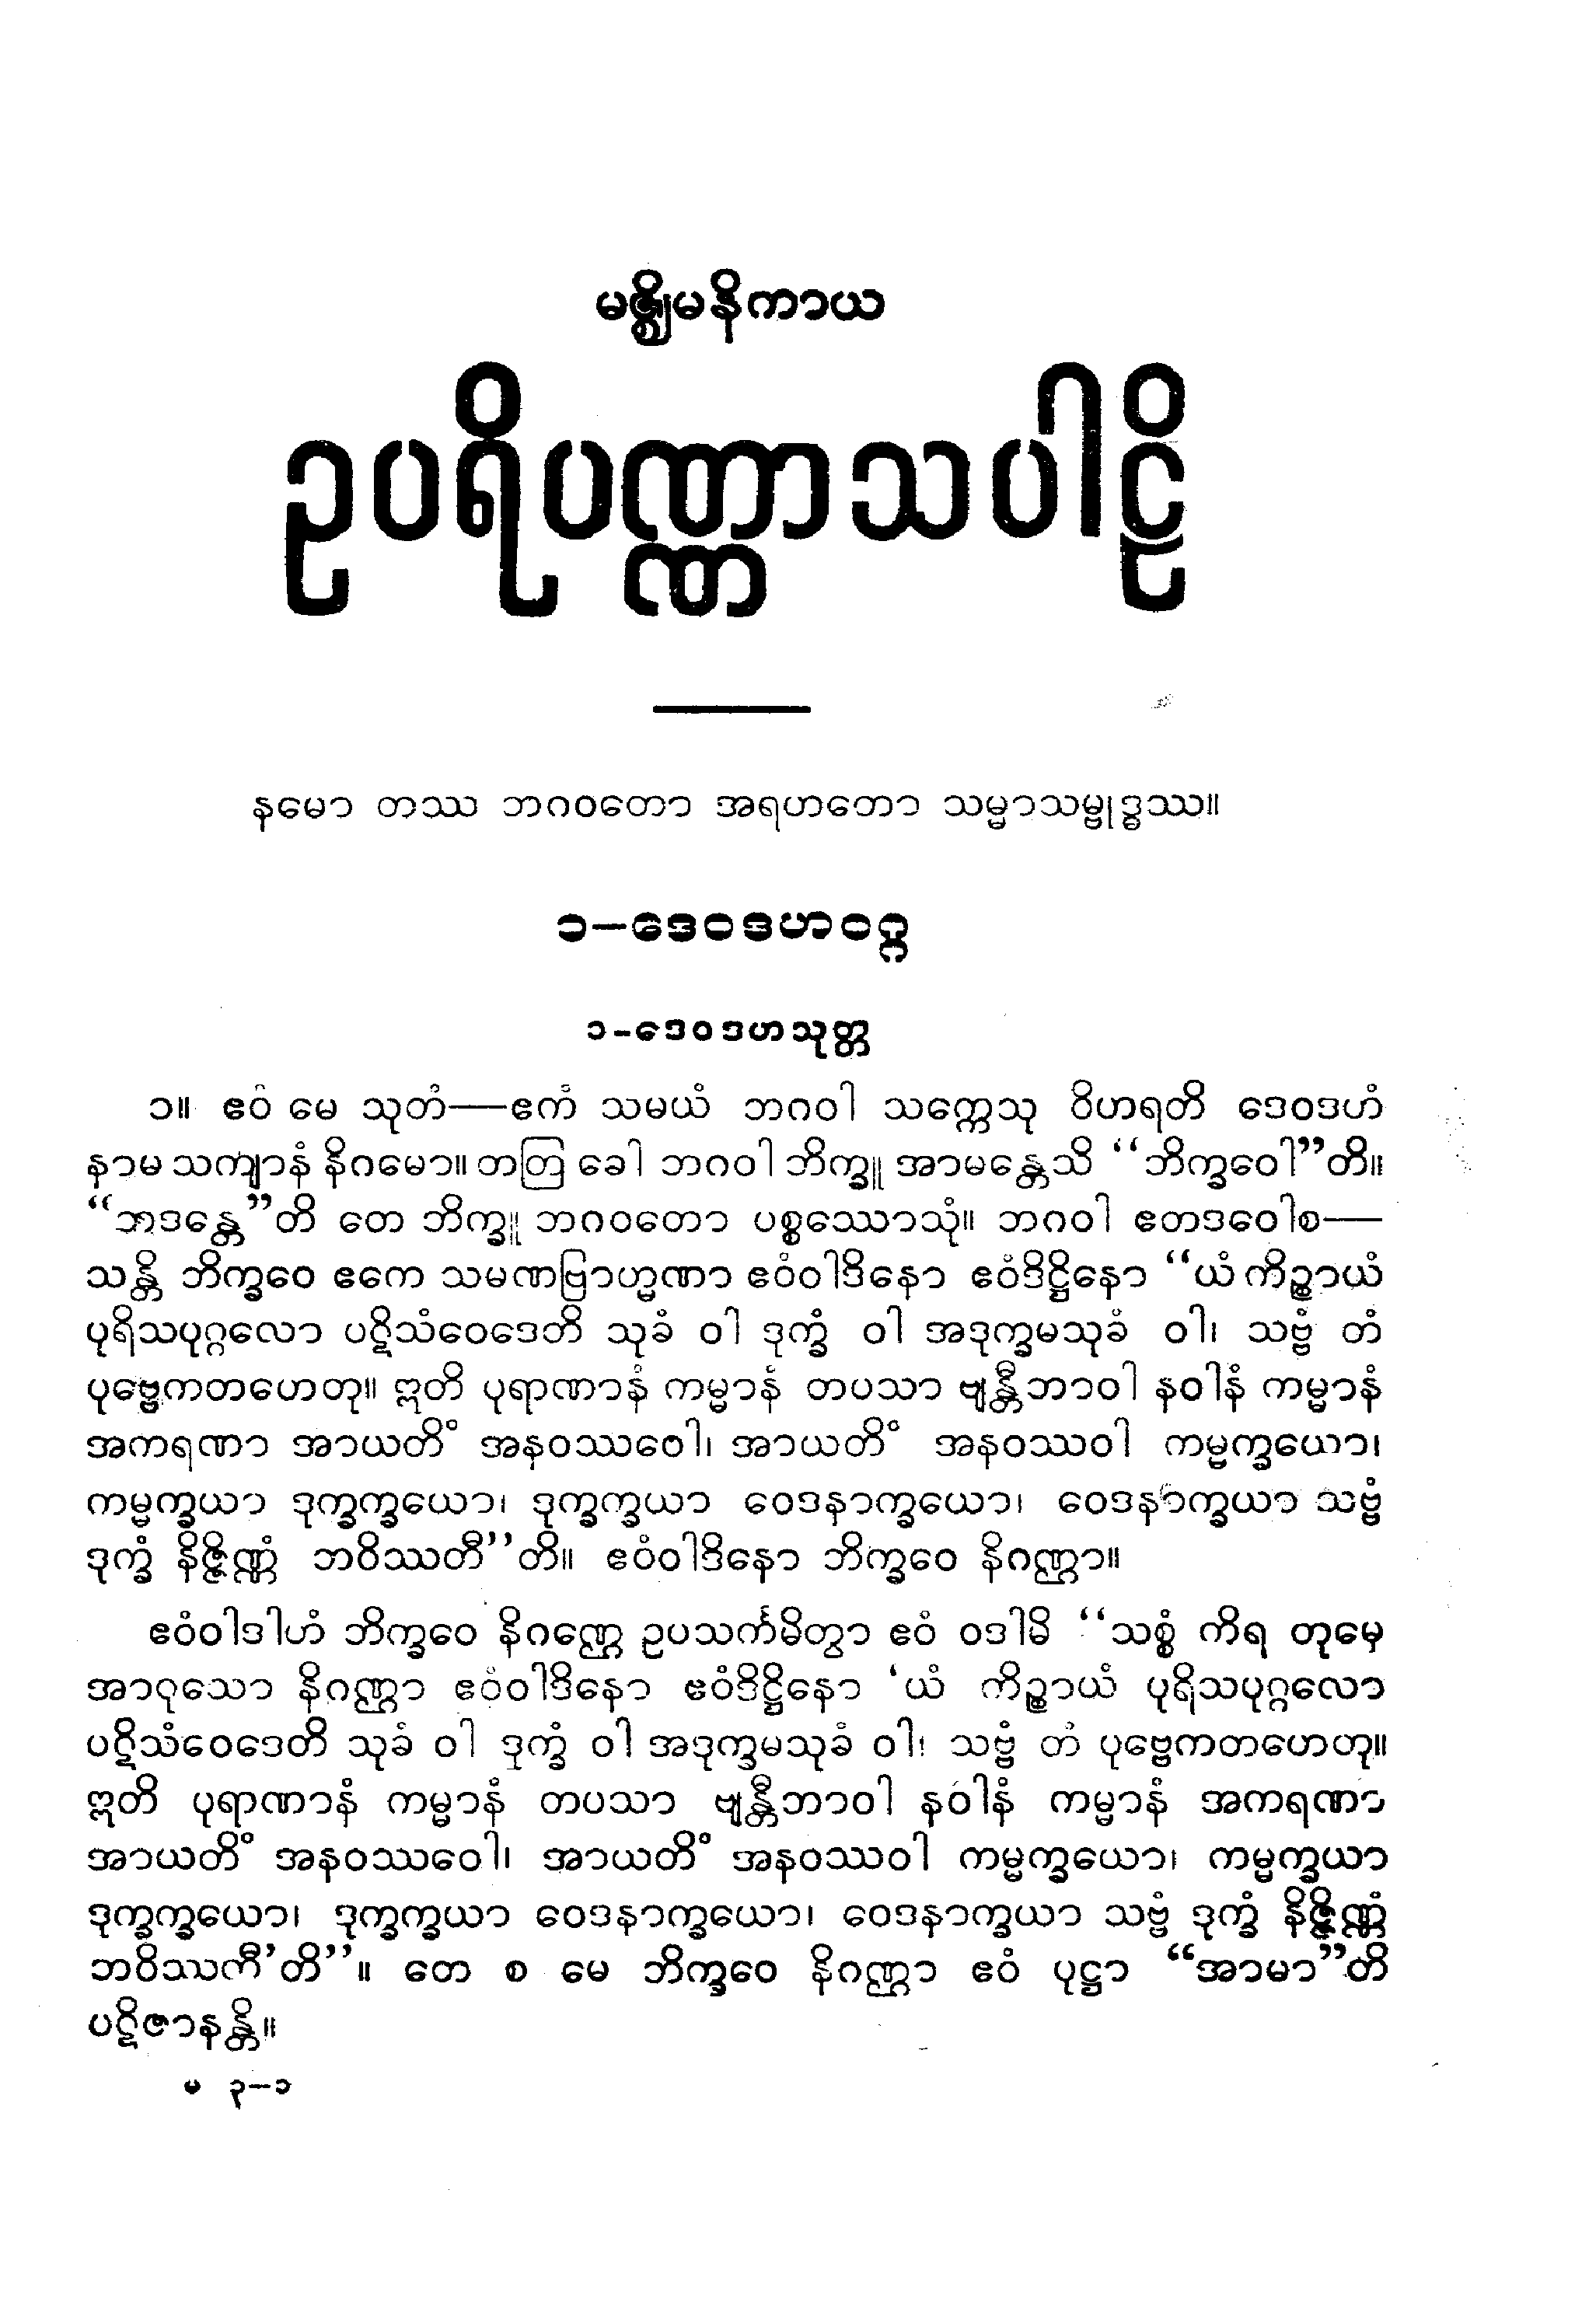 မဇ္ဈိမနိကာယ
ဥပရိပဏ္ဏာသပါဠိ
နမော တဿ ဘဂဝတော အရဟတော သမ္မာသမ္ဗုဒ္ဓဿ။
၁–ဒေဝဒဟဝဂ္ဂ
၁-ဒေဝဒဟသုတ္တ
၁။ ဧဝံ မေ သုတံ—ဧကံ သမယံ ဘဂဝါ သက္ကေသု ဝိဟရတိ ဒေဝဒဟံ
နာမ သကျာနံ နိဂမော။ တတြ ခေါ ဘဂဝါ ဘိက္ခူ အာမန္တေသိ “ဘိက္ခဝေါ”တိ။
“ဘဒန္တေ”တိ တေ ဘိက္ခူ ဘဂဝတော ပစ္စဿောသုံ။ ဘဂဝါ ဧတဒဝေါစ—
သန္တိ ဘိက္ခဝေ ဧကေ သမဏဗြာဟ္မဏာ ဧဝံဝါဒိနော ဧဝံဒိဋ္ဌိနော “ယံ ကိဉ္စာယံ
ပုရိသပုဂ္ဂလော ပဋိသံဝေဒေတိ သုခံ ဝါ ဒုက္ခံ ဝါ အဒုက္ခမသုခံ ဝါ၊ သဗ္ဗံ တံ
ပုဗ္ဗေကတဟေတု။ ဣတိ ပုရာဏာနံ ကမ္မာနံ တပသာ ဗျန္တီဘာဝါ နဝါနံ ကမ္မာနံ
အကရဏာ အာယတိံ အနဝဿဝေါ၊ အာယတိံ အနဝဿဝါ ကမ္မက္ခယော၊
ကမ္မက္ခယာ ဒုက္ခက္ခယော၊ ဒုက္ခက္ခယာ ဝေဒနာက္ခယော၊ ဝေဒနာက္ခယာ သဗ္ဗံ
ဒုက္ခံ နိဇ္ဇိဏ္ဏံ ဘဝိဿတီ”တိ။ ဧဝံဝါဒိနော ဘိက္ခဝေ နိဂဏ္ဌာ။
ဧဝံဝါဒါဟံ ဘိက္ခဝေ နိဂဏ္ဌေ ဥပသင်္ကမိတွာ ဧဝံ ဝဒါမိ “သစ္စံ ကိရ တုမှေ
အာဝုသော နိဂဏ္ဌာ ဧဝံဝါဒိနော ဧဝံဒိဋ္ဌိနော ‘ယံ ကိဉ္စာယံ ပုရိသပုဂ္ဂလော
ပဋိသံဝေဒေတိ သုခံ ဝါ ဒုက္ခံ ဝါ အဒုက္ခမသုခံ ဝါ၊ သဗ္ဗံ တံ ပုဗ္ဗေကတဟေတု။
ဣတိ ပုရာဏာနံ ကမ္မာနံ တပသာ ဗျန္တီဘာဝါ နဝါနံ ကမ္မာနံ အကရဏာ
အာယတိံ အနဝဿဝေါ၊ အာယတိံ အနဝဿဝါ ကမ္မက္ခယော၊ ကမ္မက္ခယာ
ဒုက္ခက္ခယော၊ ဒုက္ခက္ခယာ ဝေဒနာက္ခယော၊ ဝေဒနာက္ခယာ သဗ္ဗံ ဒုက္ခံ နိဇ္ဇိဏ္ဏံ
ဘဝိဿတီ’တိ”။ တေ စ မေ ဘိက္ခဝေ နိဂဏ္ဌာ ဧဝံ ပုဋ္ဌာ “အာမာ”တိ
ပဋိဇာနန္တိ။
မ ၃–၁